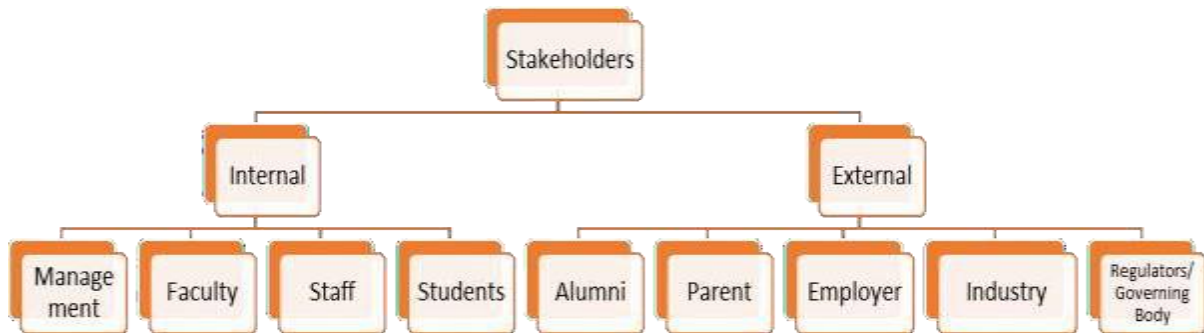 Stakeholders
Internal
External
Manage
ment
Faculty
Staff
Students
Alumni
Parent
Employer
Industry
Regulators/
Governing
Body